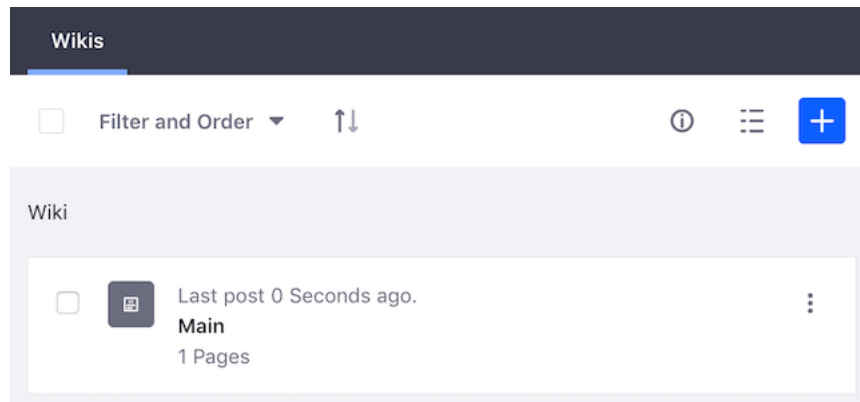 Wikis
Filter and Order
Wiki
Last post 0 Seconds ago.
Main
1 Pages